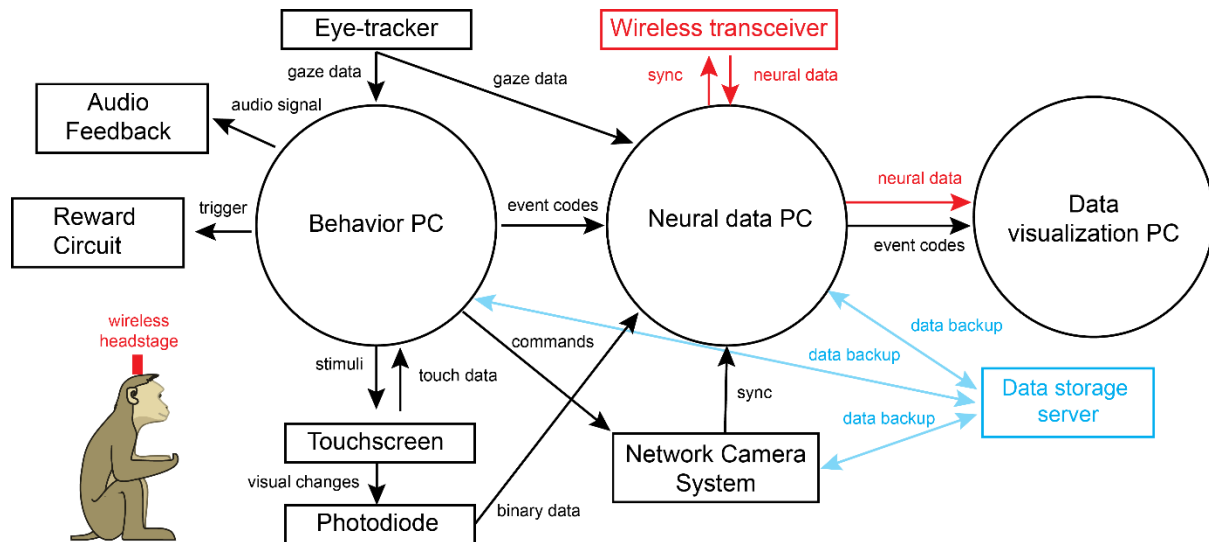 Eye-tracker
Wireless transceiver
gaze data
gaze data
sync
neural data
Audio
Feedback
audio signal
Reward
Circuit
trigger
Behavior PC
event codes
Neural data PC
neural data
event codes
Data
visualization PC
wireless
headstage
stimuli
touch data
commands
data backup
data backup
sync
data backup
Data storage
server
Touchscreen
visual changes
Photodiode
binary data
Network Camera
System